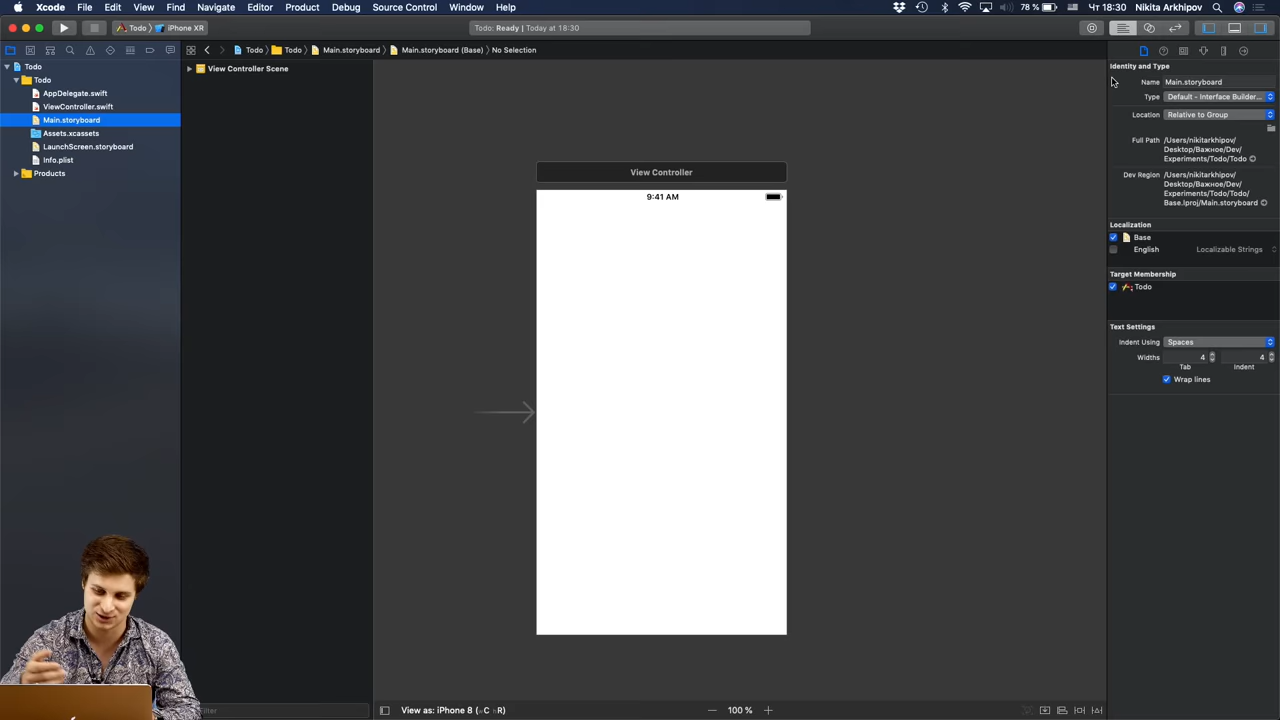 Xcode File Edit View Find Navigate Editor Product Debug Source Control Window Help 78 % Чт 18:30 Nikita Arkhipov
Todo iPhone XR Todo: Ready | Today at 18:30
Todo Todo Main.storyboard Main.storyboard (Base) No Selection
Todo
Todo
AppDelegate.swift
ViewController.swift
Main.storyboard
Assets.xcassets
LaunchScreen.storyboard
Info.plist
Products
View Controller Scene
View Controller
9:41 AM
Identity and Type
Name Main.storyboard
Type Default - Interface Builder...
Location Relative to Group
Full Path /Users/nikitarkhipov/
Desktop/Важное/Dev/
Experiments/Todo/Todo
Dev Region /Users/nikitarkhipov/
Desktop/Важное/Dev/
Experiments/Todo/Todo/
Base.lproj/Main.storyboard
Localization
Base
English Localizable Strings
Target Membership
Todo
Text Settings
Indent Using Spaces
Widths 4 4
Tab Indent
Wrap lines
Filter
View as: iPhone 8 (wC hR)
100 %